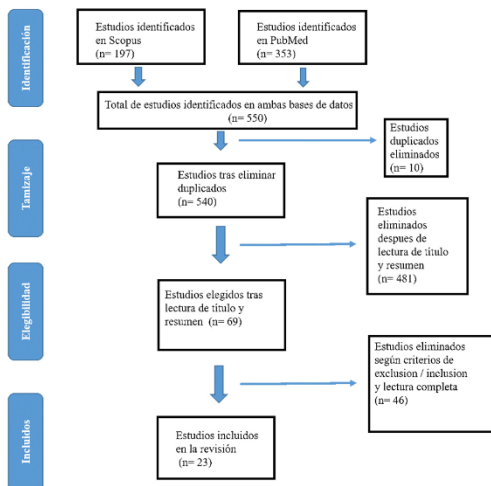 Identificación
Estudios identificados
en Scopus
(n= 197)
Estudios identificados
en PubMed
(n= 353)
Total de estudios identificados en ambas bases de datos
(n= 550)
Estudios
duplicados
eliminados
(n= 10)
Tamizaje
Estudios tras eliminar
duplicados
(n= 540)
Estudios
eliminados
despues de
lectura de título
y resumen
(n= 481)
Elegibilidad
Estudios elegidos tras
lectura de título y
resumen (n= 69)
Estudios eliminados
según criterios de
exclusion / inclusion
y lectura completa
(n= 46)
Incluidos
Estudios incluidos
en la revisión
(n= 23)